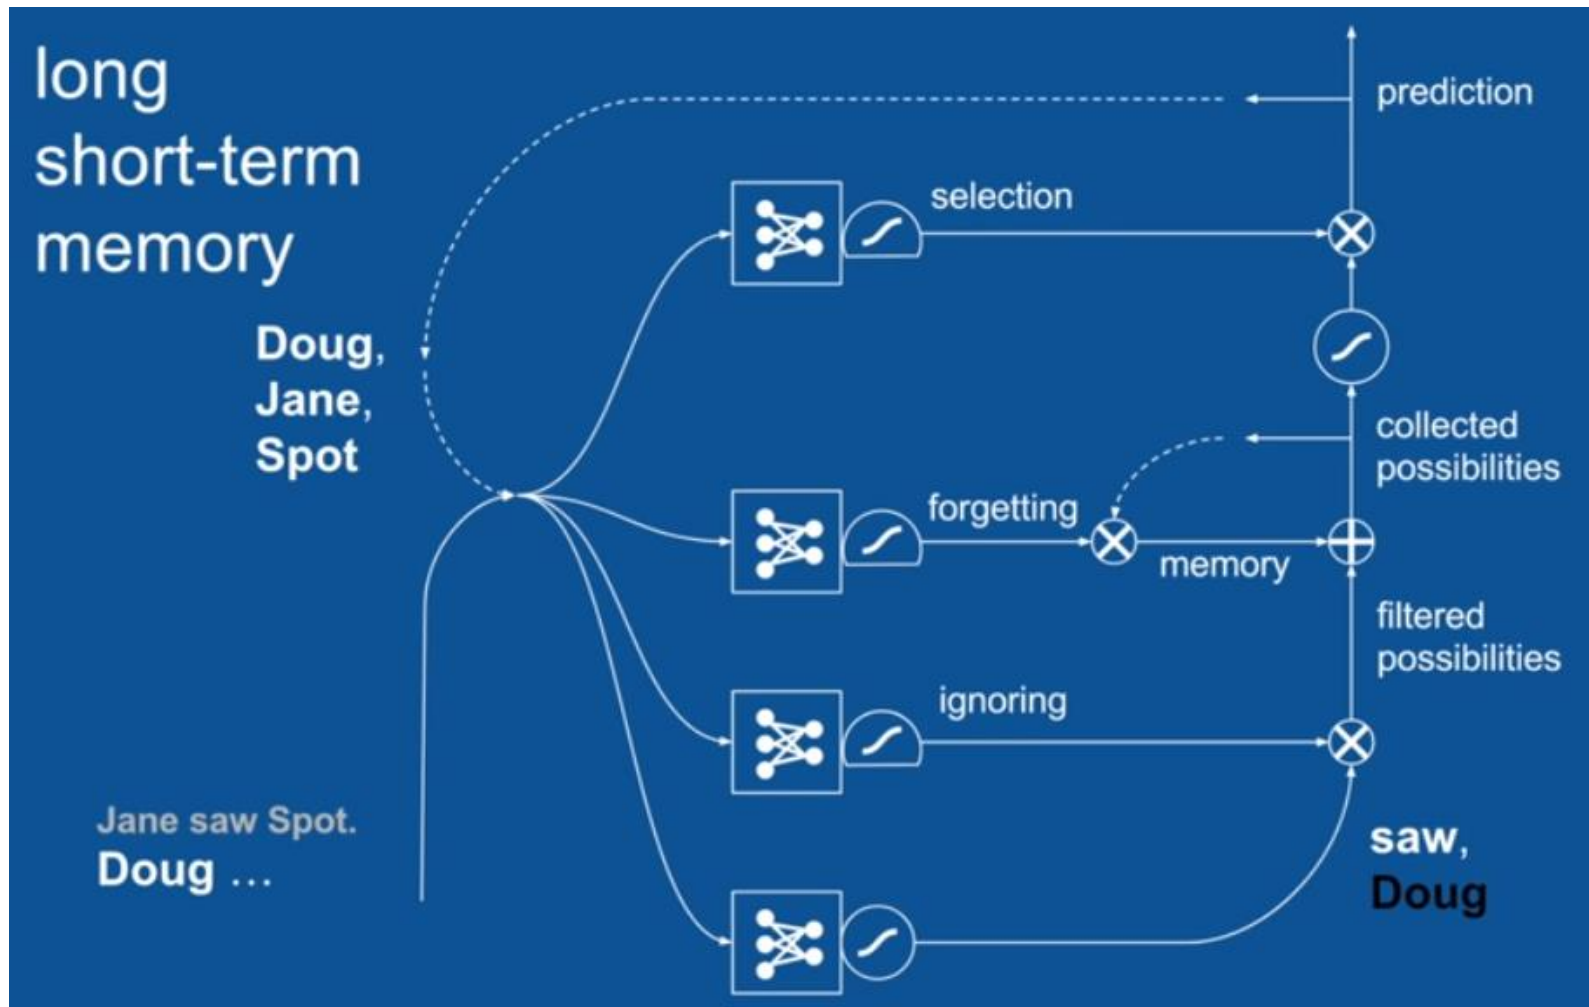 long
short-term
memory
prediction
selection
Doug,
Jane,
Spot
collected
possibilities
forgetting
memory
filtered
possibilities
ignoring
Jane saw Spot.
Doug ...
saw,
Doug